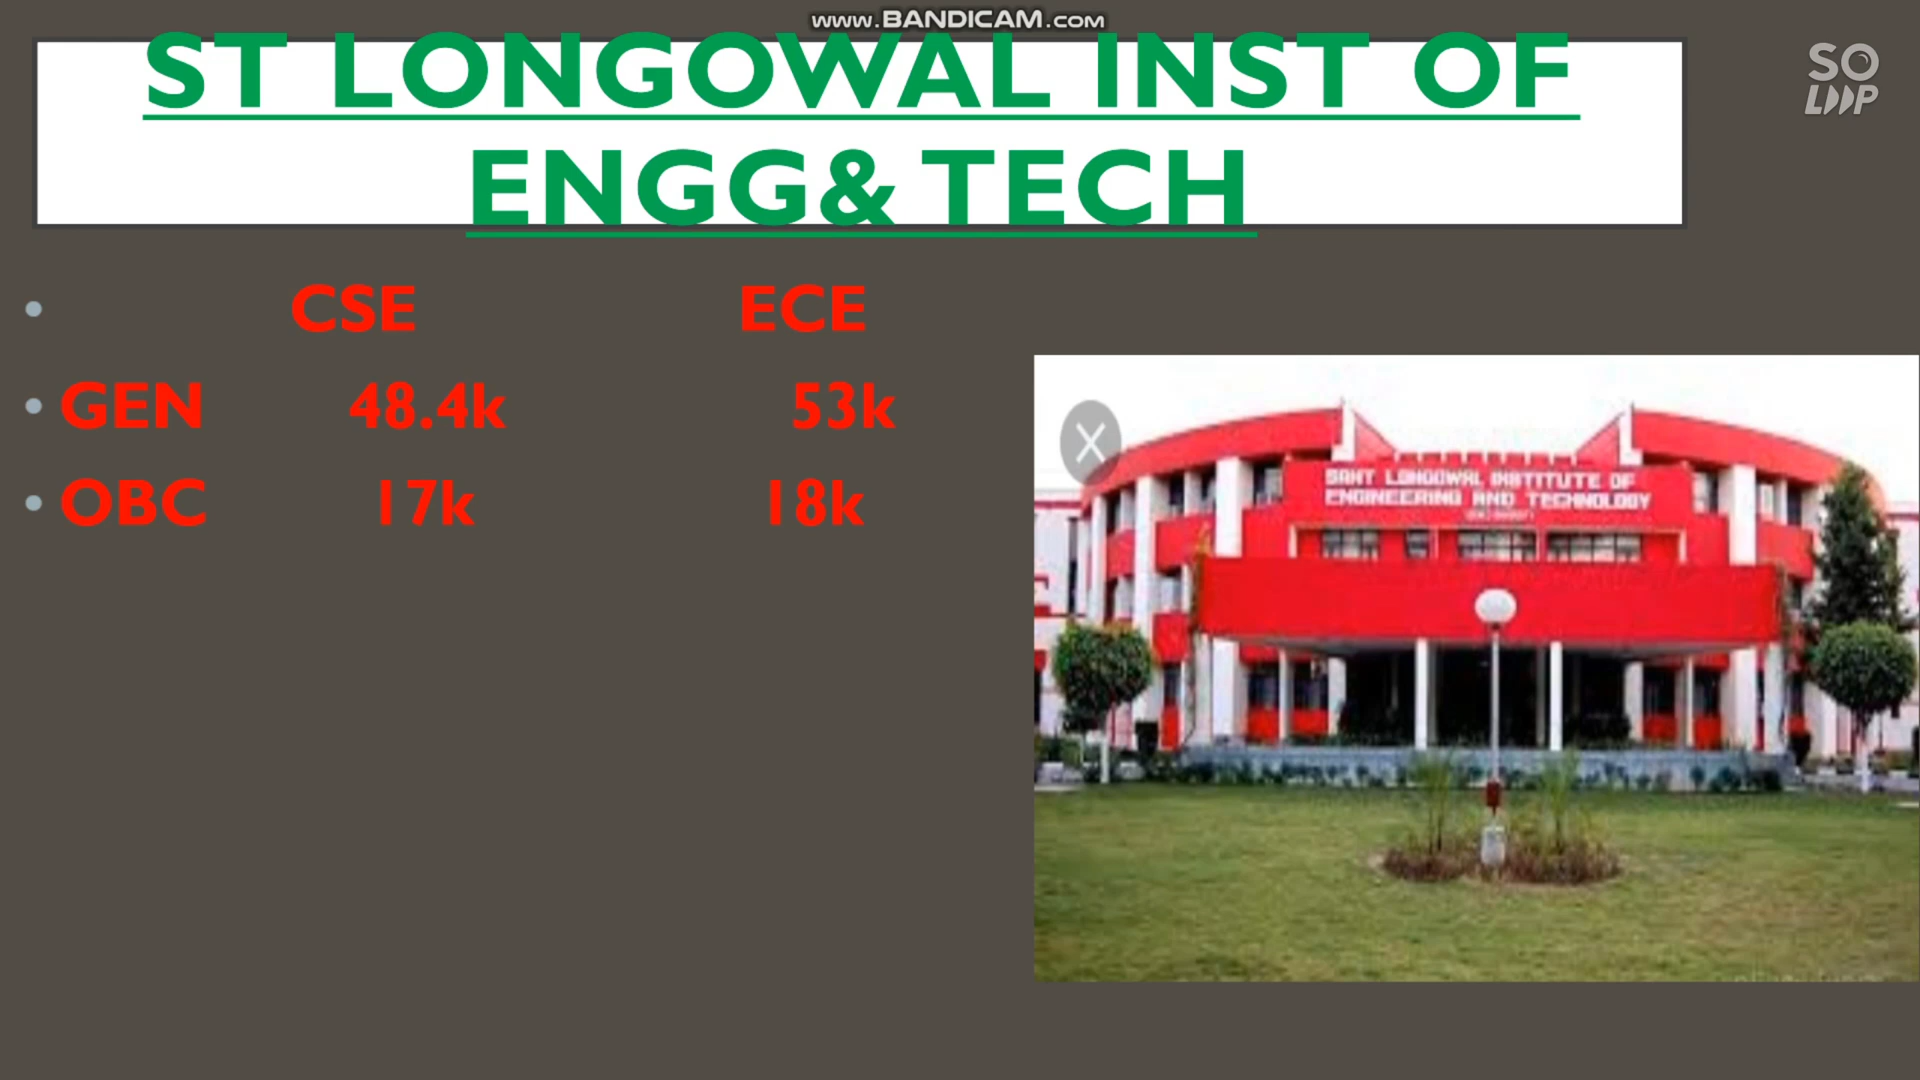 www.BANDICAM.com
ST LONGOWAL INST OF
ENGG& TECH
SO
LOOP
CSE ECE
GEN 48.4k 53k
OBC 17k 18k
X
SANT LONGOWAL INSTITUTE OF
ENGINEERING AND TECHNOLOGY